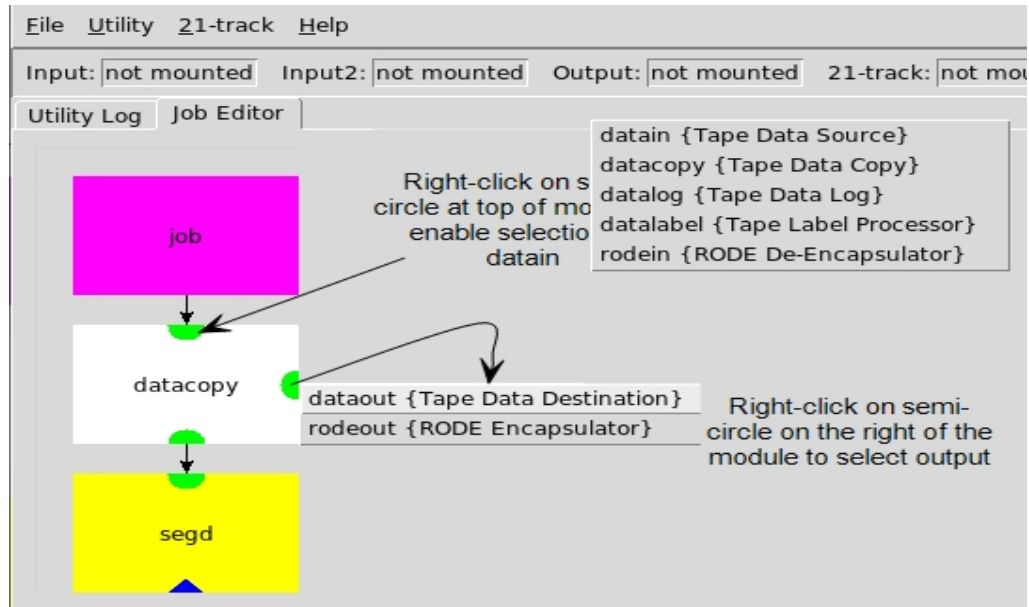 File Utility 21-track Help
Input: not mounted Input2: not mounted Output: not mounted 21-track: not
Utility Log Job Editor
datain {Tape Data Source}
datacopy {Tape Data Copy}
datalog {Tape Data Log}
datalabel {Tape Label Processor}
rodein {RODE De-Encapsulator}
Right-click on
circle at top of
enable
datain
job
datacopy
dataout {Tape Data Destination}
rodeout {RODE Encapsulator}
Right-click on semi-
circle on the right of the
module to select output
segd